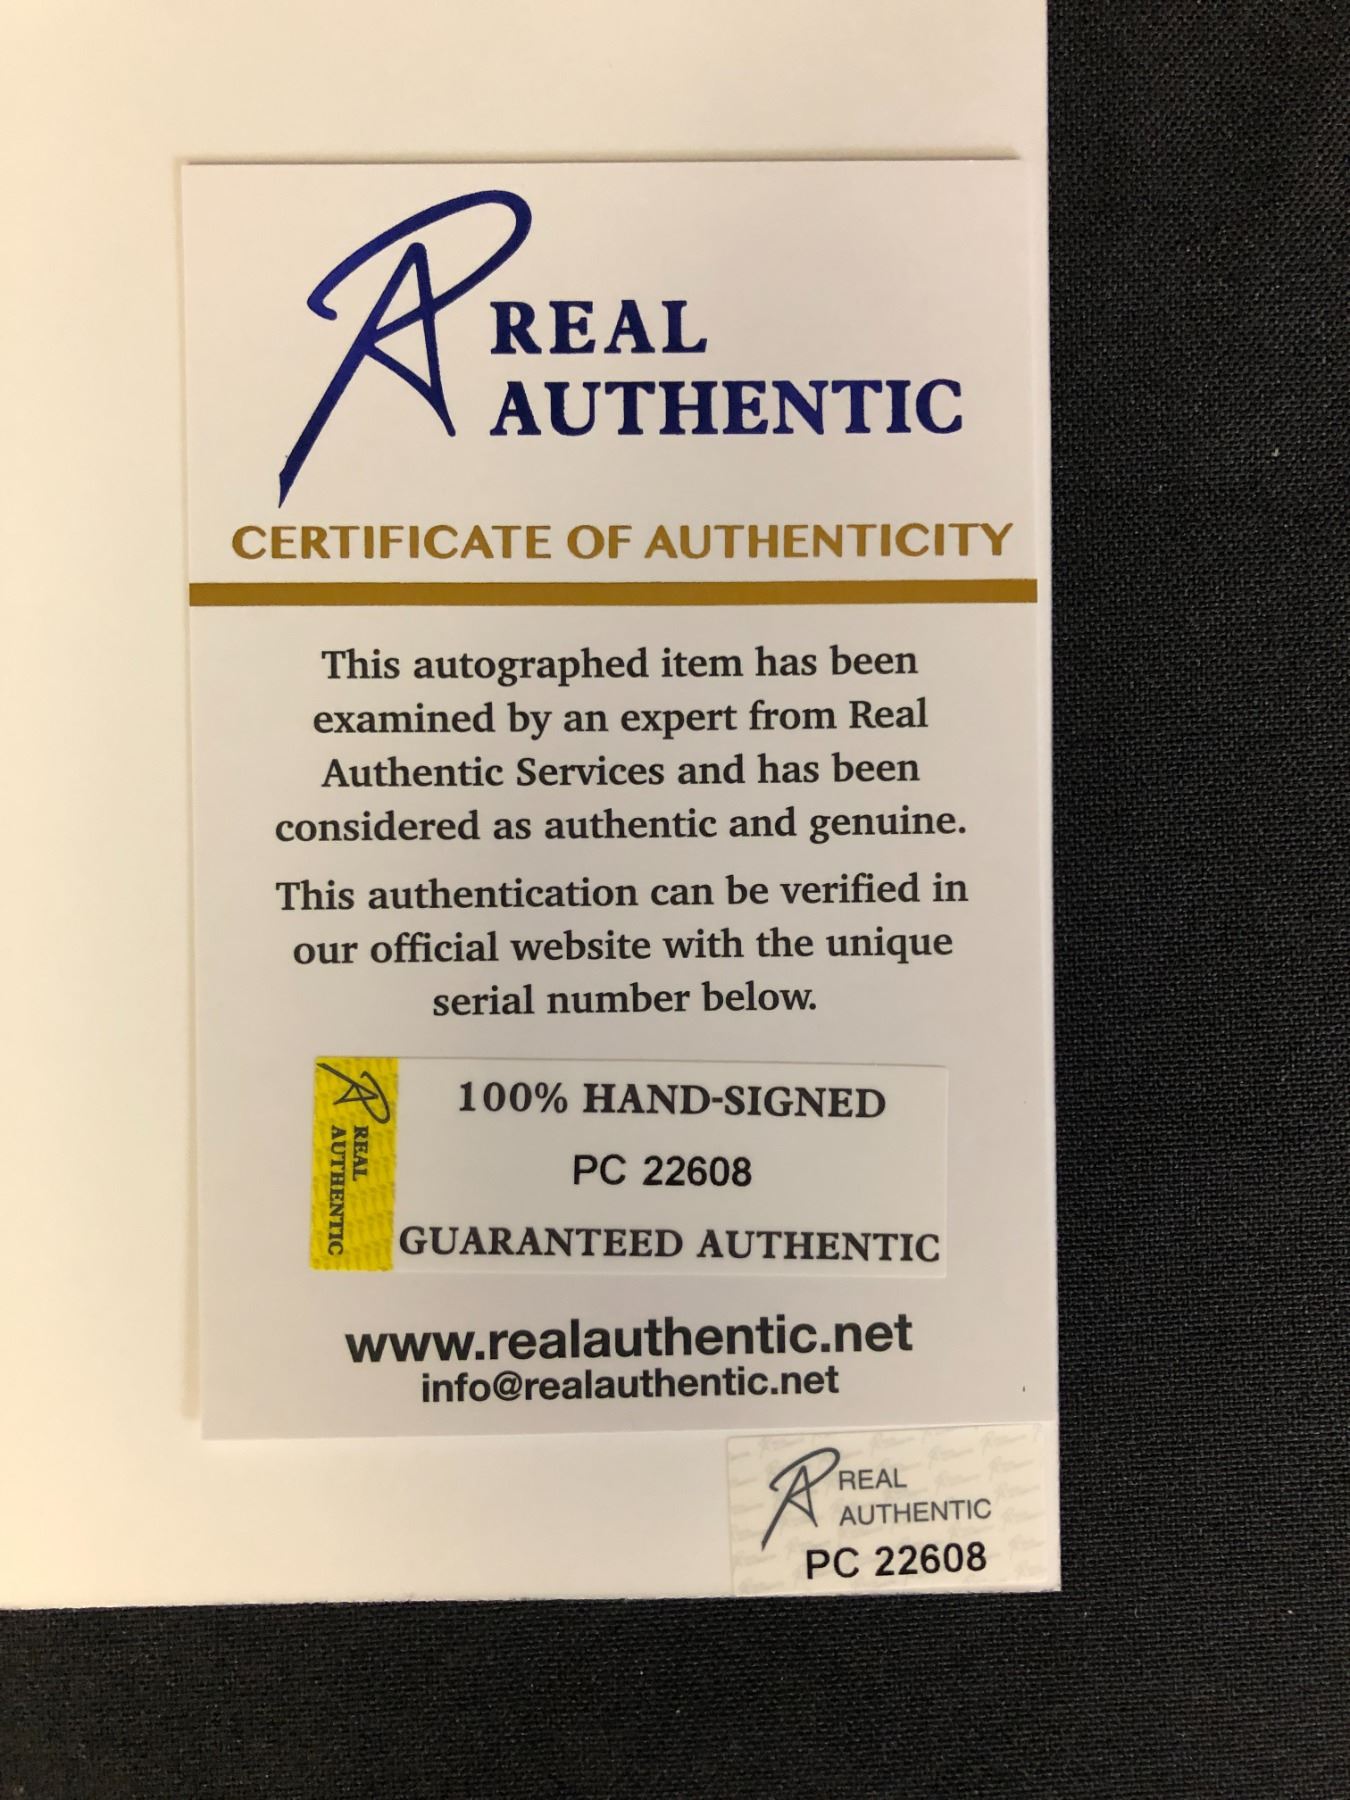 REAL
AUTHENTIC
CERTIFICATE OF AUTHENTICITY
This autographed item has been
examined by an expert from Real
Authentic Services and has been
considered as authentic and genuine.
This authentication can be verified in
our official website with the unique
serial number below.
REAL
AUTHENTIC
100% HAND-SIGNED
PC 22608
GUARANTEED AUTHENTIC
www.realauthentic.net
info@realauthentic.net
REAL
AUTHENTIC
PC 22608